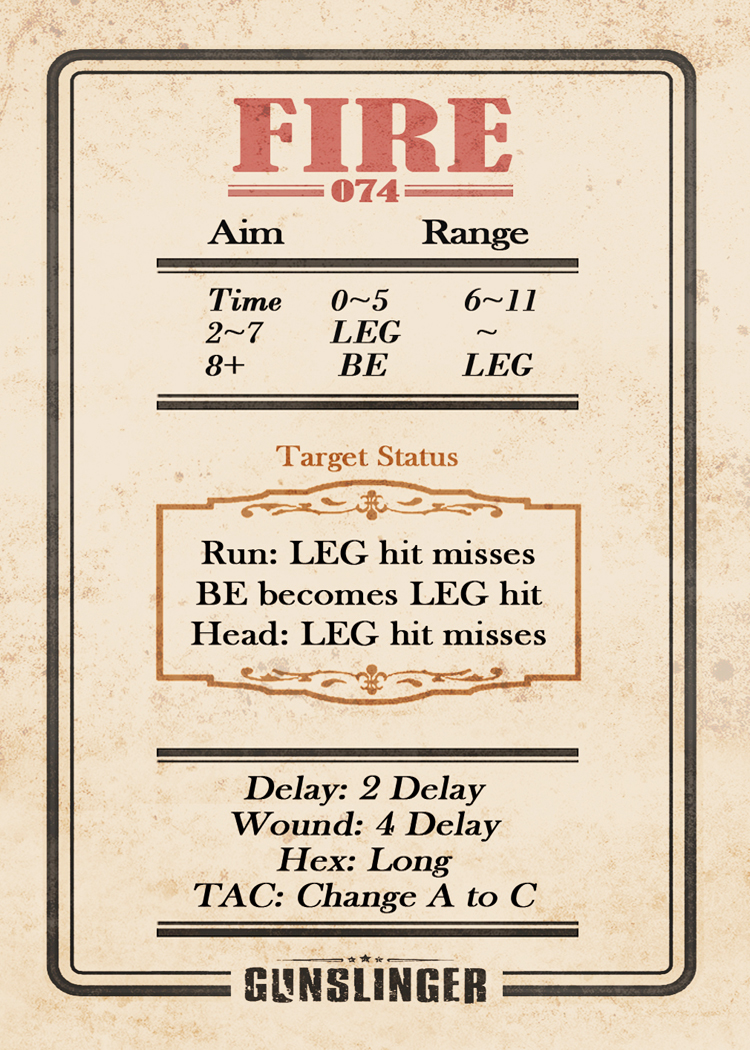 FIRE
074
Aim Range
Time 0~5 6~11
2~7 LEG ~
8+ BE LEG
Target Status
Run: LEG hit misses
BE becomes LEG hit
Head: LEG hit misses
Delay: 2 Delay
Wound: 4 Delay
Hex: Long
TAC: Change A to C
GUNSLINGER